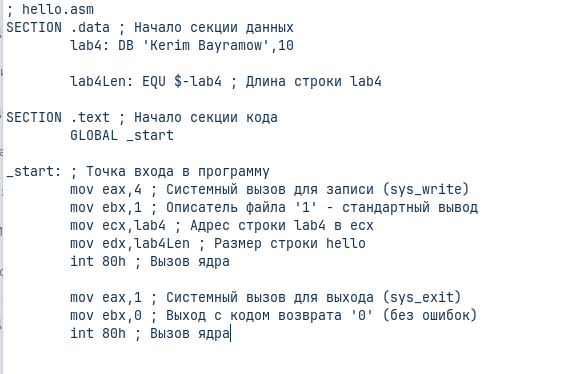 ; hello.asm
SECTION .data ; Начало секции данных
lab4: DB 'Kerim Bayramow',10
lab4Len: EQU $-lab4 ; Длина строки lab4
SECTION .text ; Начало секции кода
GLOBAL _start
_start: ; Точка входа в программу
mov eax,4 ; Системный вызов для записи (sys_write)
mov ebx,1 ; Описатель файла '1' - стандартный вывод
mov ecx,lab4 ; Адрес строки lab4 в ecx
mov edx,lab4Len ; Размер строки hello
int 80h ; Вызов ядра
mov eax,1 ; Системный вызов для выхода (sys_exit)
mov ebx,0 ; Выход с кодом возврата '0' (без ошибок)
int 80h ; Вызов ядра